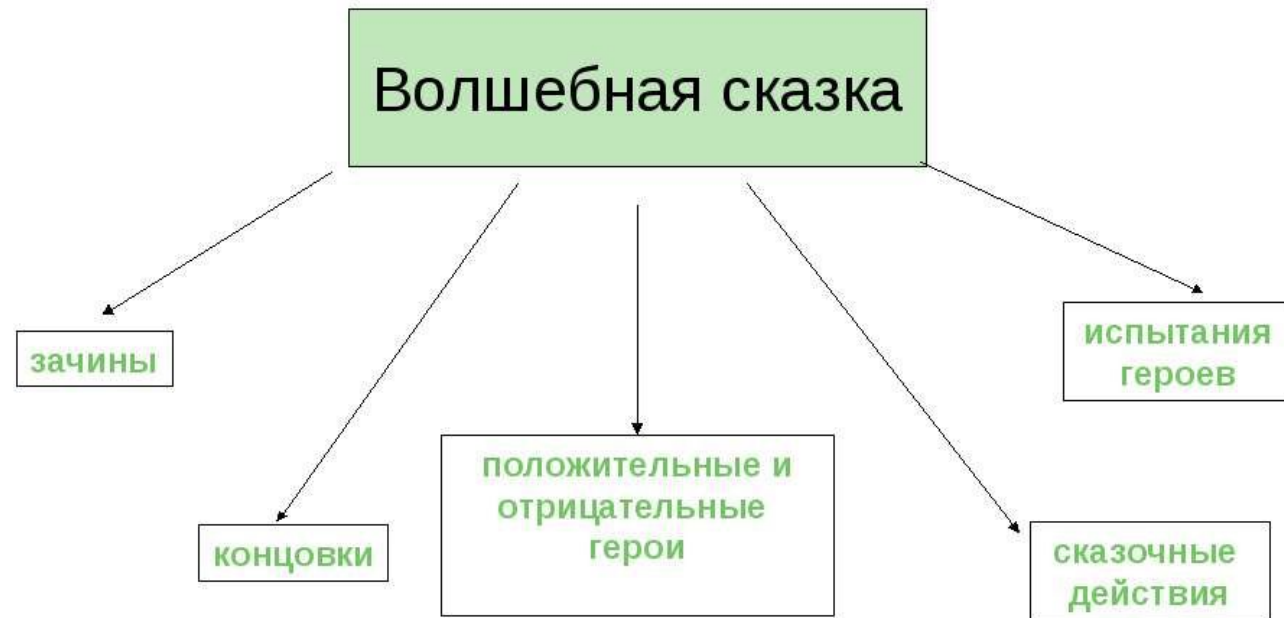 Волшебная сказка
зачины
концовки
положительные и
отрицательные
герои
сказочные
действия
испытания
героев